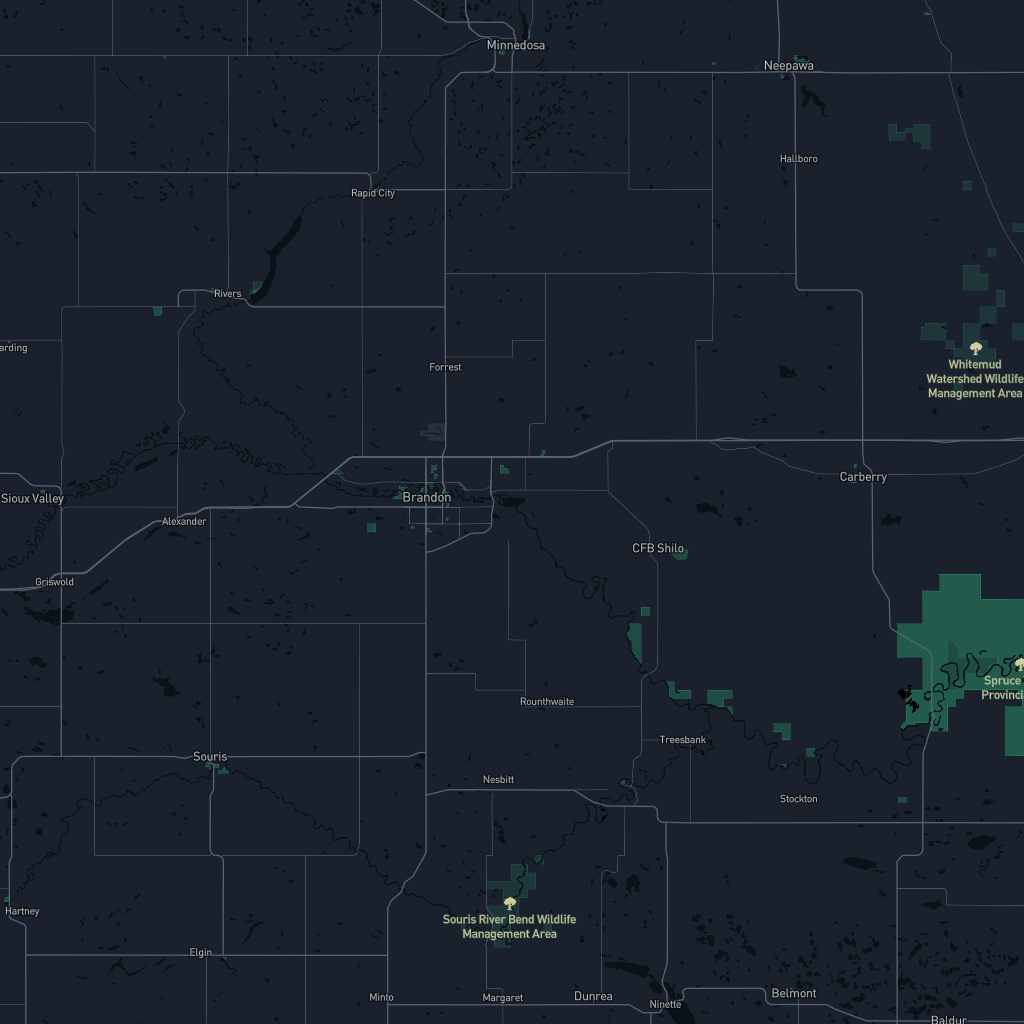 Minnedosa
Neepawa
Hallboro
Rapid City
Rivers
arding
Forrest
Whitemud
Watershed Wildlife
Management Area
Carberry
Sioux Valley
Brandon
Alexander
CFB Shilo
Griswold
Spruce
Provinci
Rounthwaite
Treesbank
Souris
Nesbitt
Stockton
Hartney
Souris River Bend Wildlife
Management Area
Elgin
Minto
Margaret
Dunrea
Ninette
Belmont
Baldur